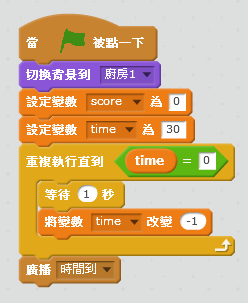 當 被點一下
切換背景到 廚房1
設定變數 score 為 0
設定變數 time 為 30
重複執行直到 time = 0
等待 1 秒
將變數 time 改變 -1
廣播 時間到